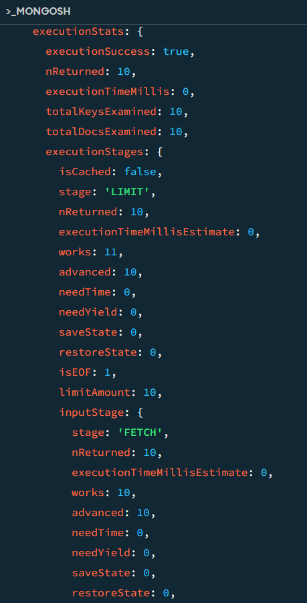 >_MONGOSH
executionStats: {
executionSuccess: true,
nReturned: 10,
executionTimeMillis: 0,
totalKeysExamined: 10,
totalDocsExamined: 10,
executionStages: {
isCached: false,
stage: 'LIMIT',
nReturned: 10,
executionTimeMillisEstimate: 0,
works: 11,
advanced: 10,
needTime: 0,
needYield: 0,
saveState: 0,
restoreState: 0,
isEOF: 1,
limitAmount: 10,
inputStage: {
stage: 'FETCH',
nReturned: 10,
executionTimeMillisEstimate: 0,
works: 10,
advanced: 10,
needTime: 0,
needYield: 0,
saveState: 0,
restoreState: 0,